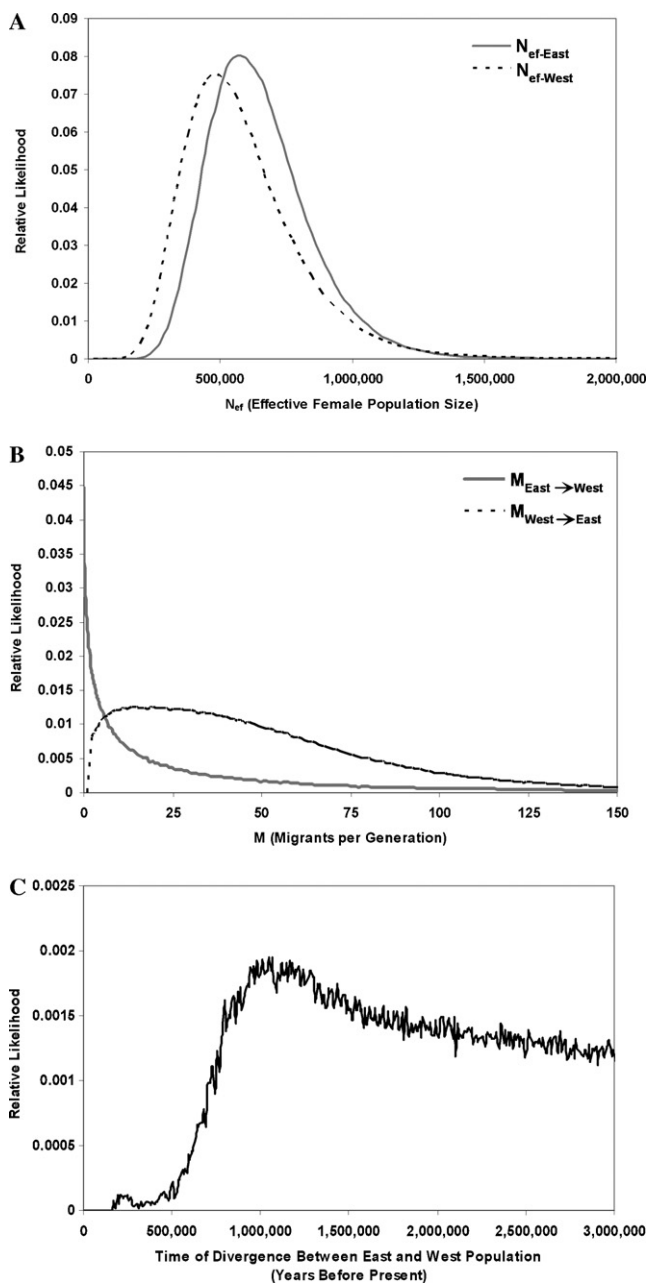 A
0.09
0.08
0.07
0.06
0.05
0.04
0.03
0.02
0.01
0
Relative Likelihood
N_ef-East
N_ef-West
0 500,000 1,000,000 1,500,000 2,000,000
N_ef (Effective Female Population Size)
B
0.05
0.045
0.04
0.035
0.03
0.025
0.02
0.015
0.01
0.005
0
Relative Likelihood
M_East →West
M_West →East
0 25 50 75 100 125 150
M (Migrants per Generation)
C
0.0025
0.002
0.0015
0.001
0.0005
0
Relative Likelihood
0 500,000 1,000,000 1,500,000 2,000,000 2,500,000 3,000,000
Time of Divergence Between East and West Population
(Years Before Present)